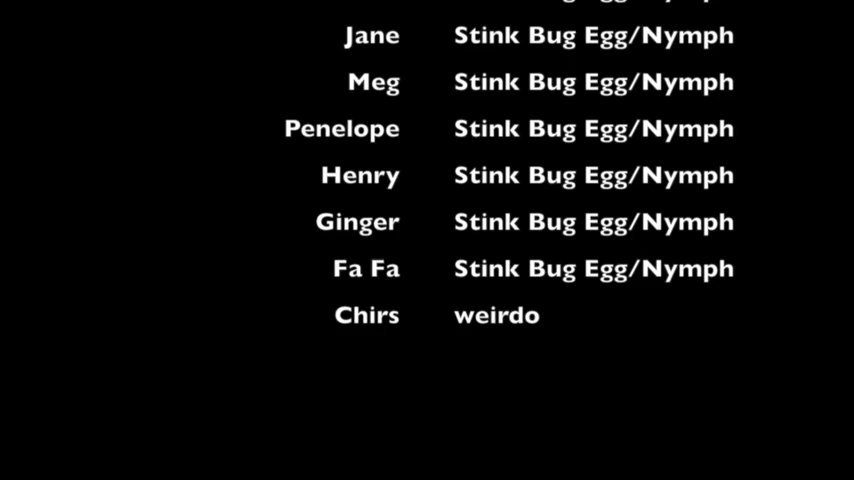 Jane Stink Bug Egg/Nymph
Meg Stink Bug Egg/Nymph
Penelope Stink Bug Egg/Nymph
Henry Stink Bug Egg/Nymph
Ginger Stink Bug Egg/Nymph
Fa Fa Stink Bug Egg/Nymph
Chirs weirdo